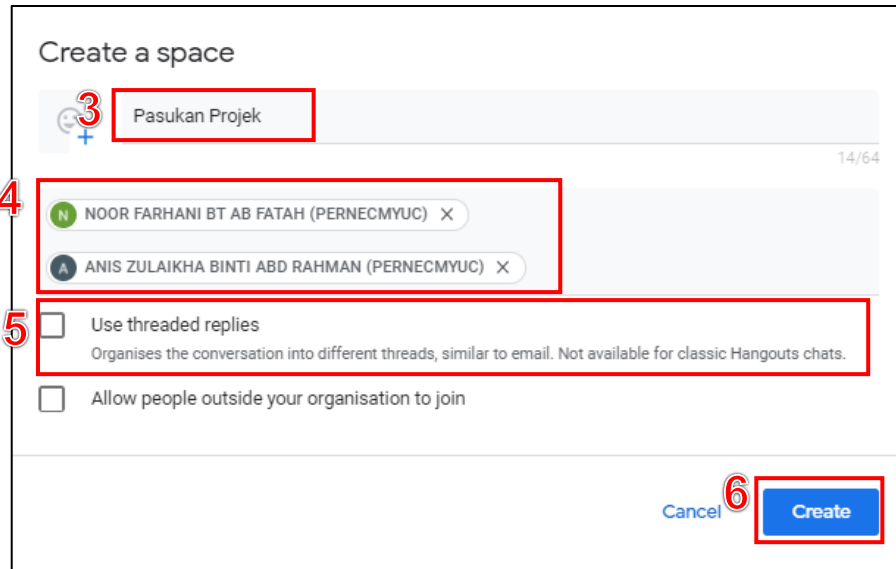 Create a space
3
Pasukan Projek
14/64
4
N NOOR FARHANI BT AB FATAH (PERNECMYUC)
A ANIS ZULAIKHA BINTI ABD RAHMAN (PERNECMYUC)
5
Use threaded replies
Organises the conversation into different threads, similar to email. Not available for classic Hangouts chats.
Allow people outside your organisation to join
Cancel 6 Create